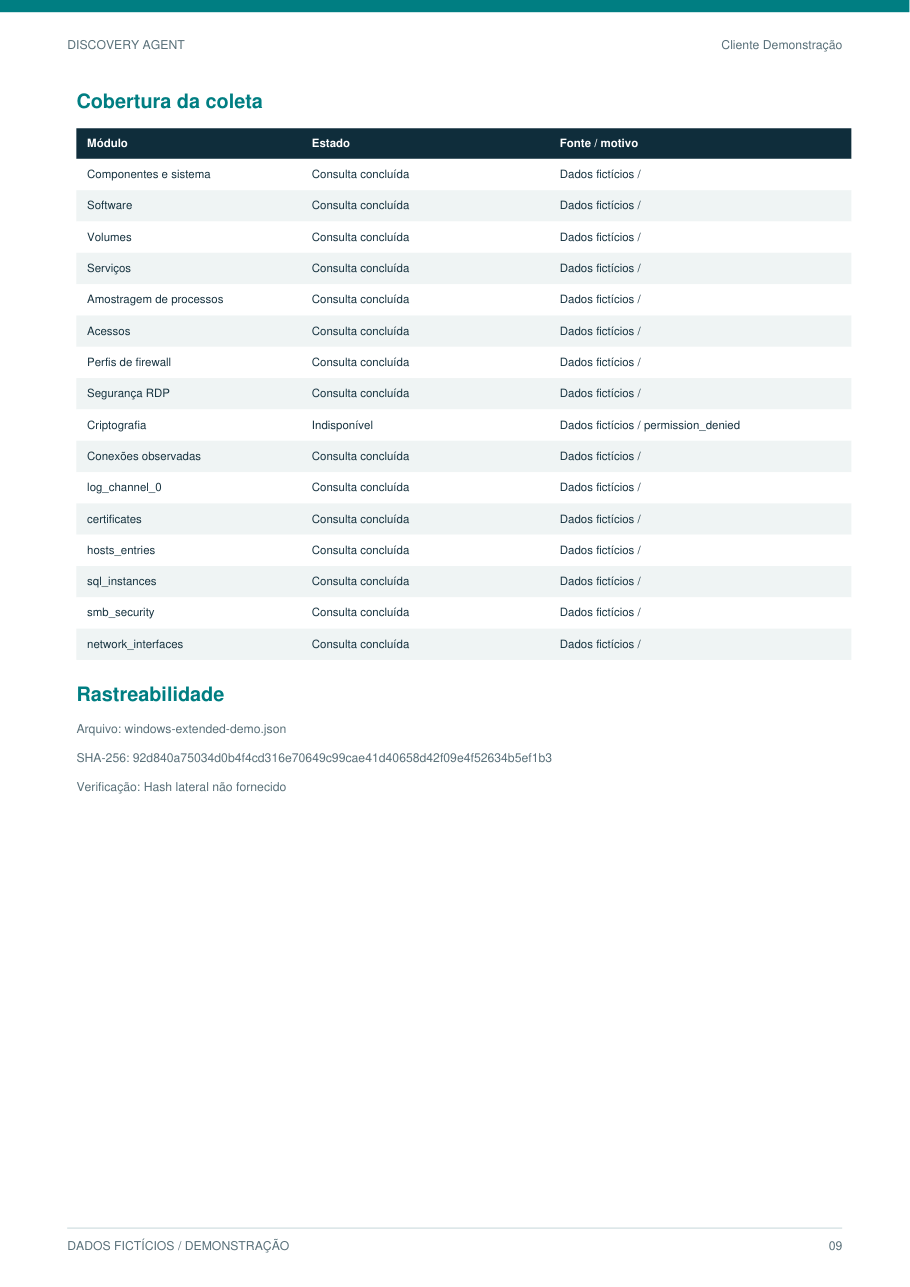 DISCOVERY AGENT Cliente Demonstração
Cobertura da coleta
Módulo Estado Fonte / motivo
Componentes e sistema Consulta concluída Dados fictícios /
Software Consulta concluída Dados fictícios /
Volumes Consulta concluída Dados fictícios /
Serviços Consulta concluída Dados fictícios /
Amostragem de processos Consulta concluída Dados fictícios /
Acessos Consulta concluída Dados fictícios /
Perfis de firewall Consulta concluída Dados fictícios /
Segurança RDP Consulta concluída Dados fictícios /
Criptografia Indisponível Dados fictícios / permission_denied
Conexões observadas Consulta concluída Dados fictícios /
log_channel_0 Consulta concluída Dados fictícios /
certificates Consulta concluída Dados fictícios /
hosts_entries Consulta concluída Dados fictícios /
sql_instances Consulta concluída Dados fictícios /
smb_security Consulta concluída Dados fictícios /
network_interfaces Consulta concluída Dados fictícios /
Rastreabilidade
Arquivo: windows-extended-demo.json
SHA-256: 92d840a75034d0b4f4cd316e70649c99cae41d40658d42f09e4f52634b5ef1b3
Verificação: Hash lateral não fornecido
DADOS FICTÍCIOS / DEMONSTRAÇÃO 09